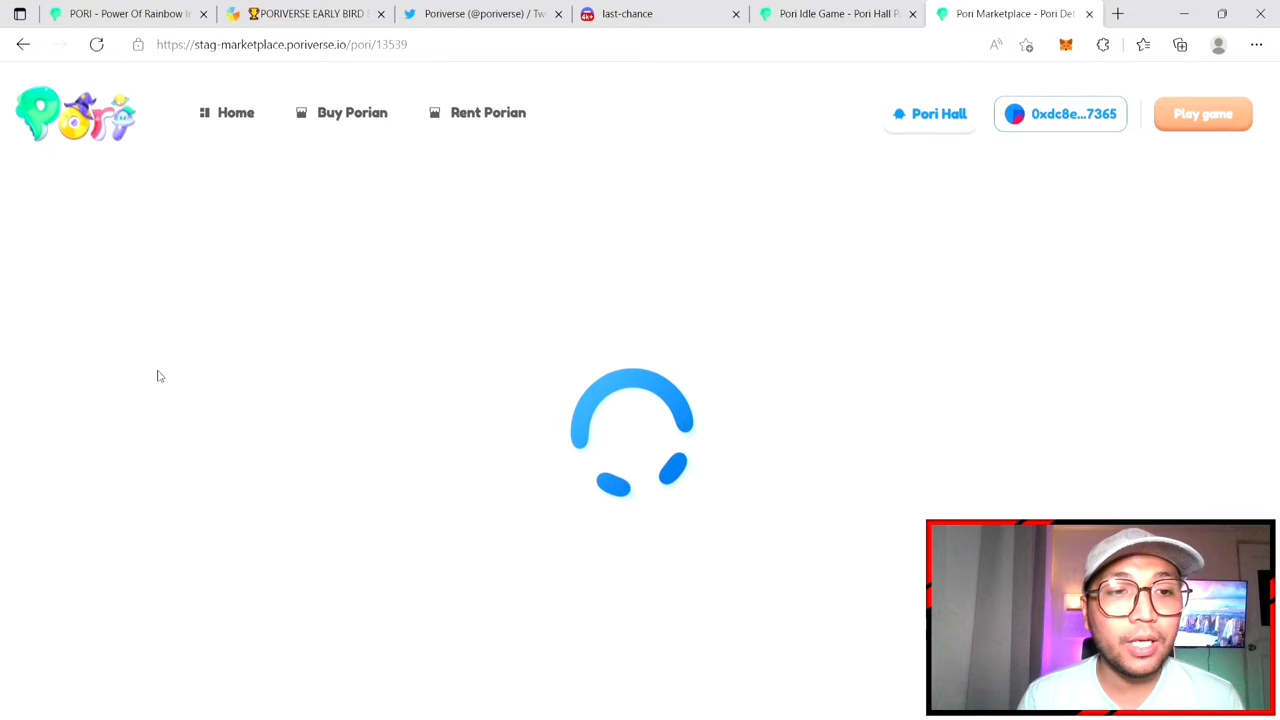 PORI - Power Of Rainbow In
PORIVERSE EARLY BIRD E
Poriverse (@poriverse) / Tw
last-chance
Pori Idle Game - Pori Hall P
Pori Marketplace - Pori Det
https://stag-marketplace.poriverse.io/pori/13539
Pori
Home
Buy Porian
Rent Porian
Pori Hall
0xdc8e...7365
Play game